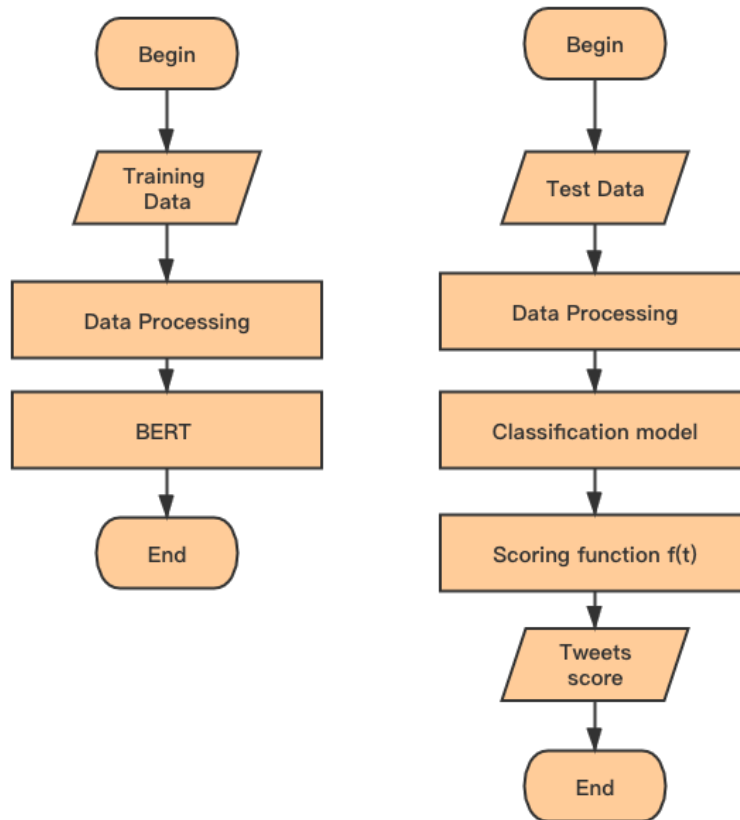 Begin
Training
Data
Data Processing
BERT
End
Begin
Test Data
Data Processing
Classification model
Scoring function f(t)
Tweets
score
End